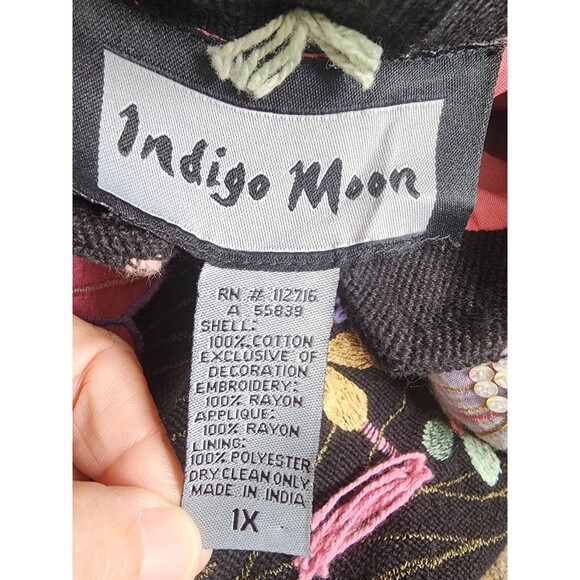 Indigo Moon
RN # 112716
A 55839
SHELL:
100% COTTON
EXCLUSIVE OF
DECORATION
EMBROIDERY:
100% RAYON
APPLIQUE:
100% RAYON
LINING:
100% POLYESTER
DRY CLEAN ONLY
MADE IN INDIA
1X